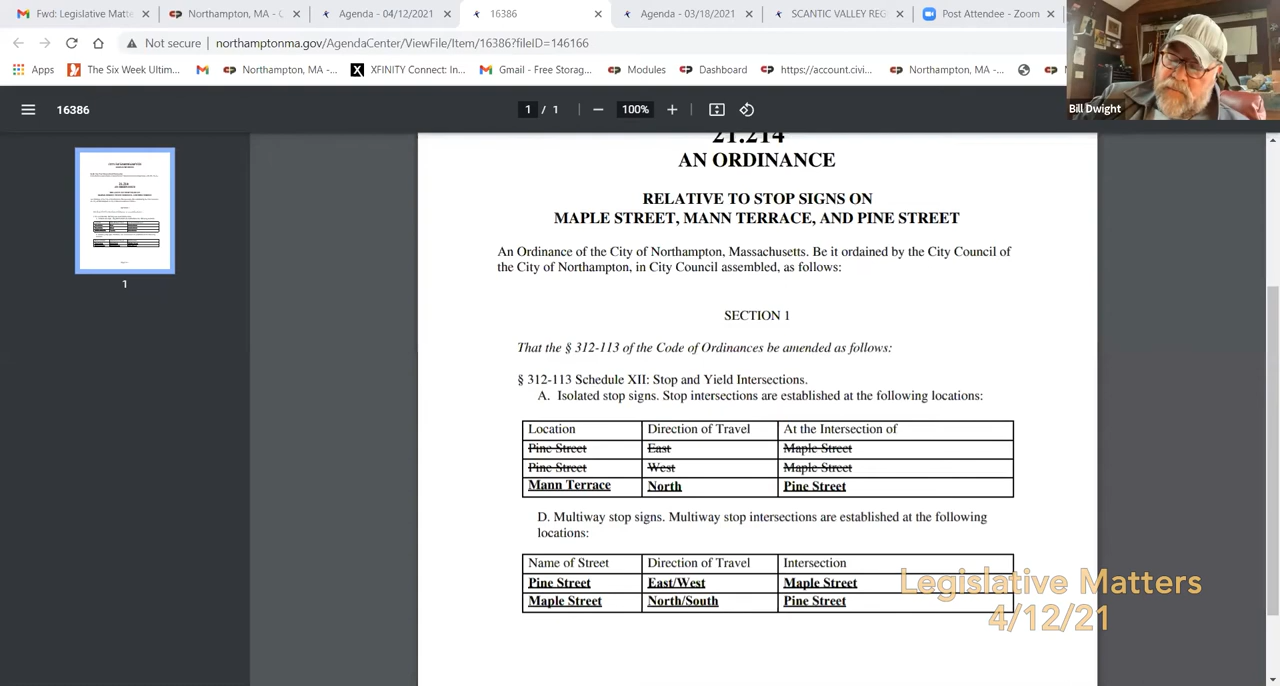 Fwd: Legislative Matte
Northampton, MA - C
Agenda - 04/12/2021
16386
Agenda - 03/18/2021
SCANTIC VALLEY REG
Post Attendee - Zoom
Not secure
northamptonma.gov/AgendaCenter/ViewFile/Item/16386?fileID=146166
Apps
The Six Week Ultim...
Northampton, MA -...
XFINITY Connect: In...
Gmail - Free Storag...
Modules
Dashboard
https://account.civi...
Northampton, MA -...
Bill Dwight
16386
1 / 1
100%
1
21.214
AN ORDINANCE
RELATIVE TO STOP SIGNS ON
MAPLE STREET, MANN TERRACE, AND PINE STREET
An Ordinance of the City of Northampton, Massachusetts. Be it ordained by the City Council of
the City of Northampton, in City Council assembled, as follows:
SECTION 1
That the § 312-113 of the Code of Ordinances be amended as follows:
§ 312-113 Schedule XII: Stop and Yield Intersections.
A. Isolated stop signs. Stop intersections are established at the following locations:
Location Direction of Travel At the Intersection of
Pine Street East Maple Street
Pine Street West Maple Street
Mann Terrace North Pine Street
D. Multiway stop signs. Multiway stop intersections are established at the following
locations:
Name of Street Direction of Travel Intersection
Pine Street East/West Maple Street
Maple Street North/South Pine Street
Legislative Matters
4/12/21